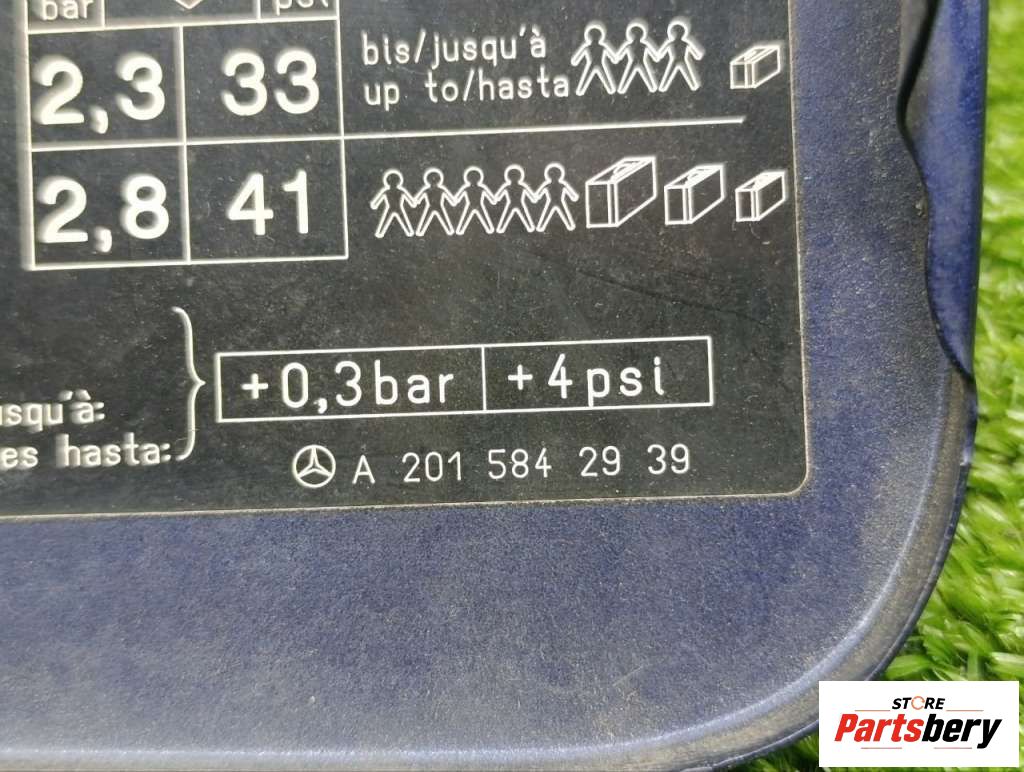 bar psi
2,3 33 bis/jusqu'à
up to/hasta
2,8 41
+0,3bar +4psi
usqu'à:
es hasta:
A 201 584 29 39
STORE
Partsbery